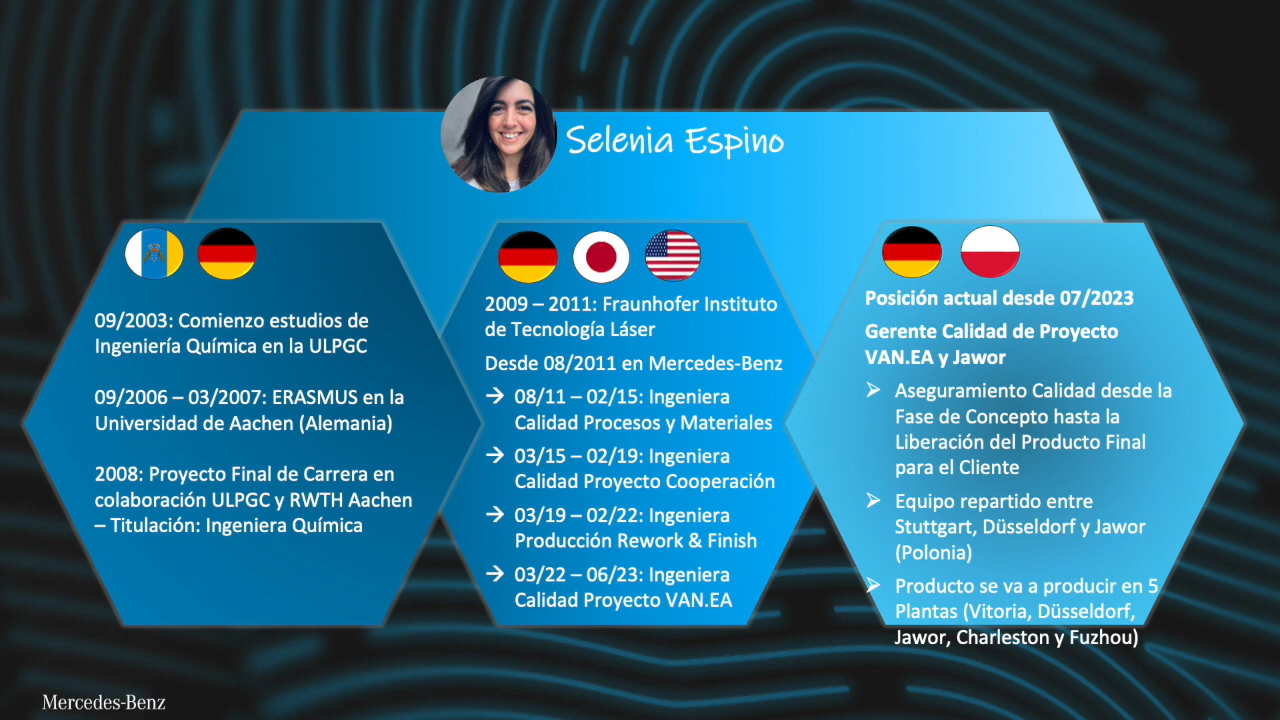 Selenia Espino
09/2003: Comienzo estudios de
Ingeniería Química en la ULPGC
09/2006 – 03/2007: ERASMUS en la
Universidad de Aachen (Alemania)
2008: Proyecto Final de Carrera en
colaboración ULPGC y RWTH Aachen
– Titulación: Ingeniera Química
2009 – 2011: Fraunhofer Instituto
de Tecnología Láser
Desde 08/2011 en Mercedes-Benz
→ 08/11 – 02/15: Ingeniera
Calidad Procesos y Materiales
→ 03/15 – 02/19: Ingeniera
Calidad Proyecto Cooperación
→ 03/19 – 02/22: Ingeniera
Producción Rework & Finish
→ 03/22 – 06/23: Ingeniera
Calidad Proyecto VAN.EA
Posición actual desde 07/2023
Gerente Calidad de Proyecto
VAN.EA y Jawor
➢ Aseguramiento Calidad desde la
Fase de Concepto hasta la
Liberación del Producto Final
para el Cliente
➢ Equipo repartido entre
Stuttgart, Düsseldorf y Jawor
(Polonia)
➢ Producto se va a producir en 5
Plantas (Vitoria, Düsseldorf,
Jawor, Charleston y Fuzhou)
Mercedes-Benz